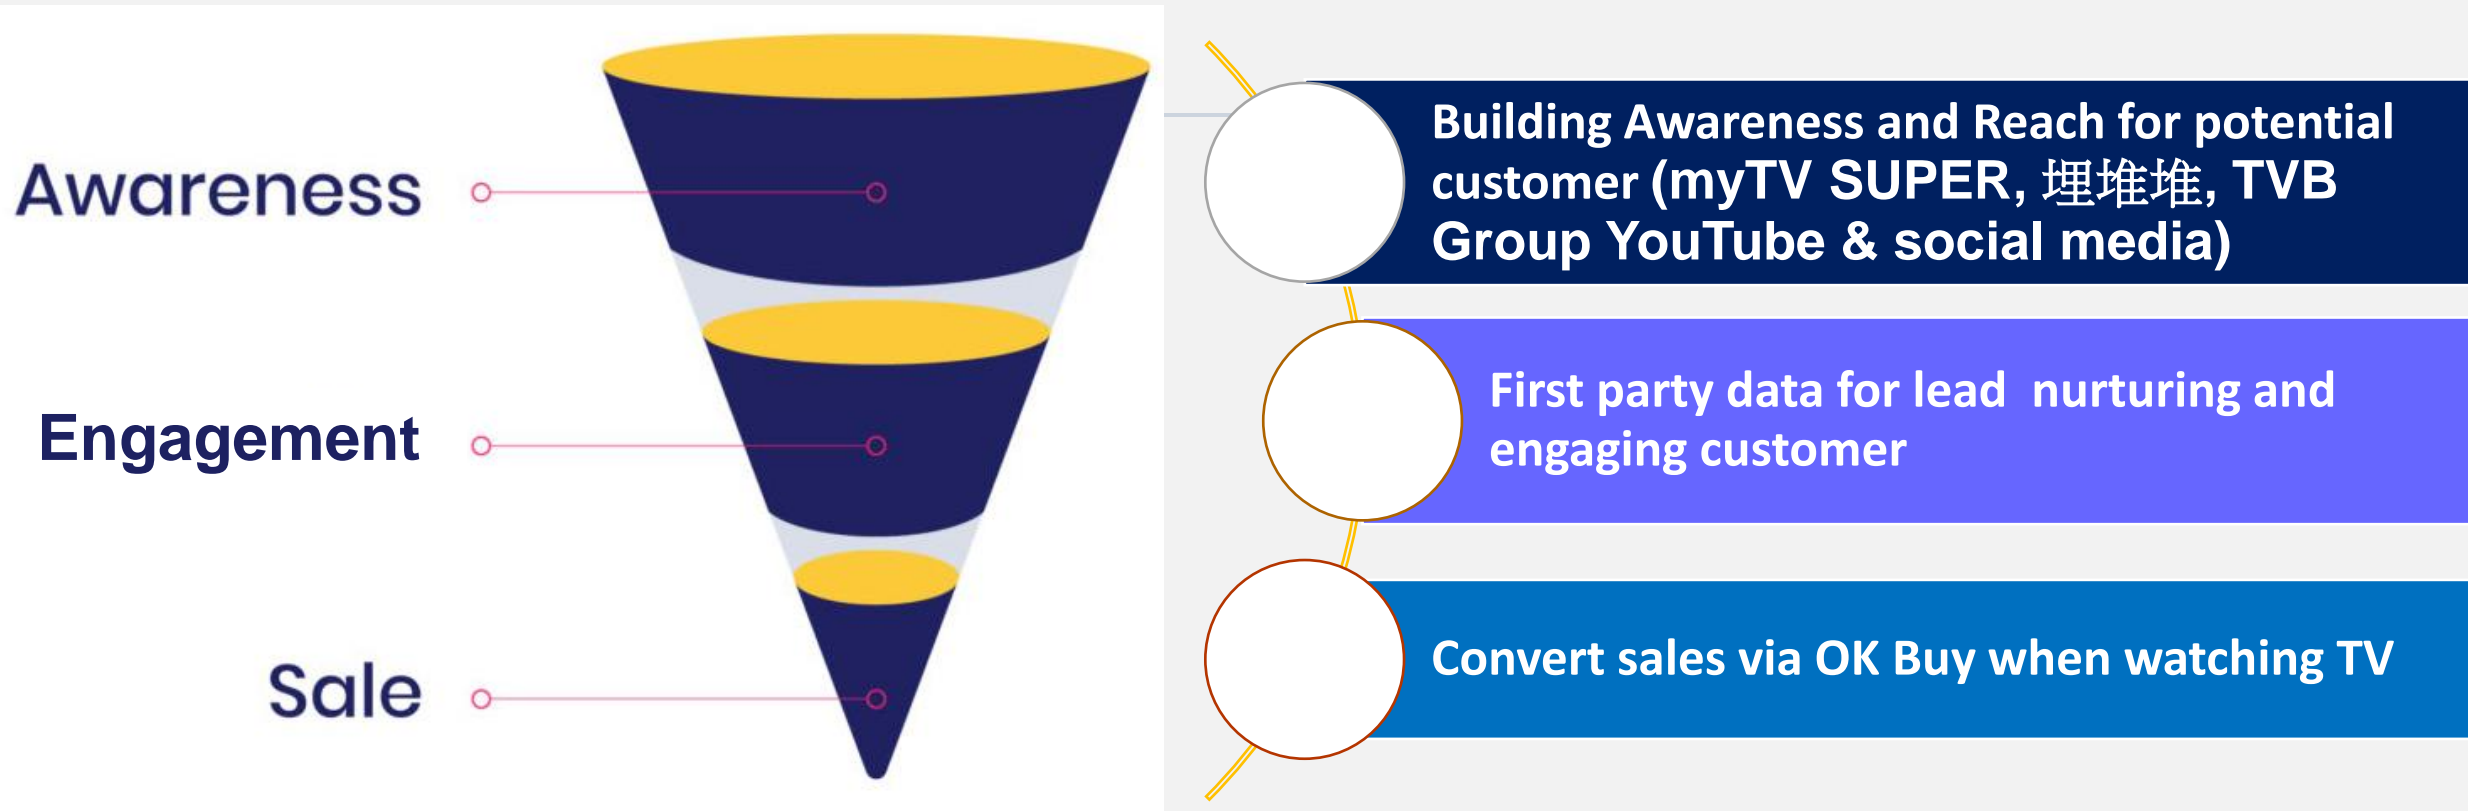 Awareness
Engagement
Sale
Building Awareness and Reach for potential
customer (myTV SUPER, 埋堆堆, TVB
Group YouTube & social media)
First party data for lead  nurturing and
engaging customer
Convert sales via OK Buy when watching TV